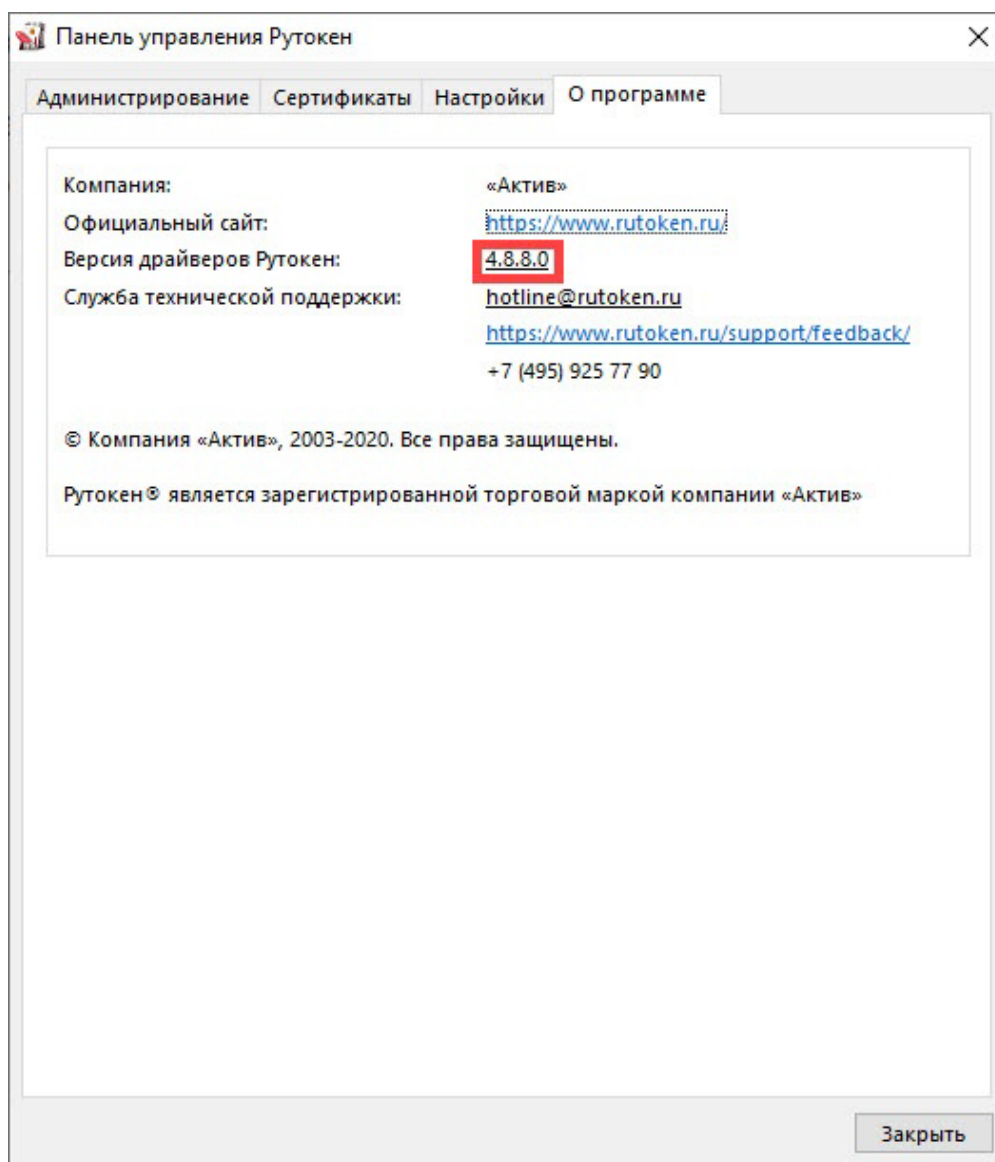 Панель управления Рутокен
Администрирование Сертификаты Настройки О программе
Компания: «Актив»
Официальный сайт: https://www.rutoken.ru/
Версия драйверов Рутокен: 4.8.8.0
Служба технической поддержки: hotline@rutoken.ru
https://www.rutoken.ru/support/feedback/
+7 (495) 925 77 90
© Компания «Актив», 2003-2020. Все права защищены.
Рутокен® является зарегистрированной торговой маркой компании «Актив»
Закрыть